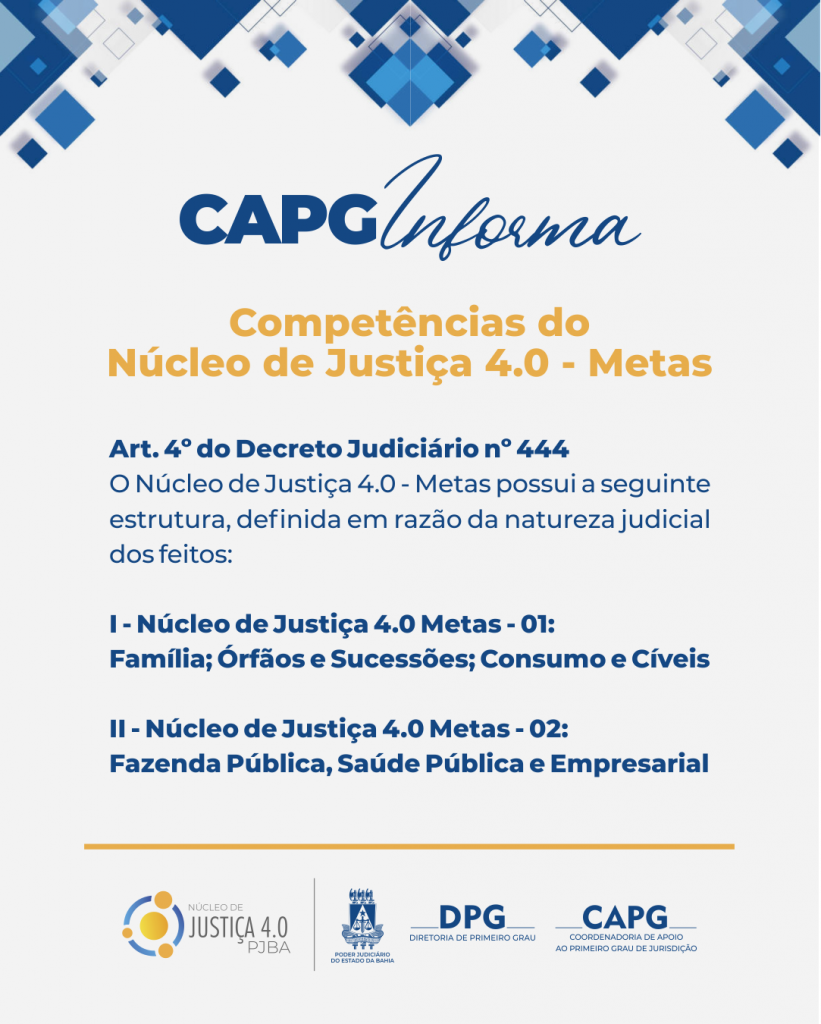 CAPG Informa
Competências do
Núcleo de Justiça 4.0 - Metas
Art. 4º do Decreto Judiciário nº 444
O Núcleo de Justiça 4.0 - Metas possui a seguinte
estrutura, definida em razão da natureza judicial
dos feitos:
I - Núcleo de Justiça 4.0 Metas - 01:
Família; Órfãos e Sucessões; Consumo e Cíveis
II - Núcleo de Justiça 4.0 Metas - 02:
Fazenda Pública, Saúde Pública e Empresarial
NÚCLEO DE
JUSTIÇA 4.0
PJBA
PODER JUDICIÁRIO
DO ESTADO DA BAHIA
DPG
DIRETORIA DE PRIMEIRO GRAU
CAPG
COORDENADORIA DE APOIO
AO PRIMEIRO GRAU DE JURISDIÇÃO